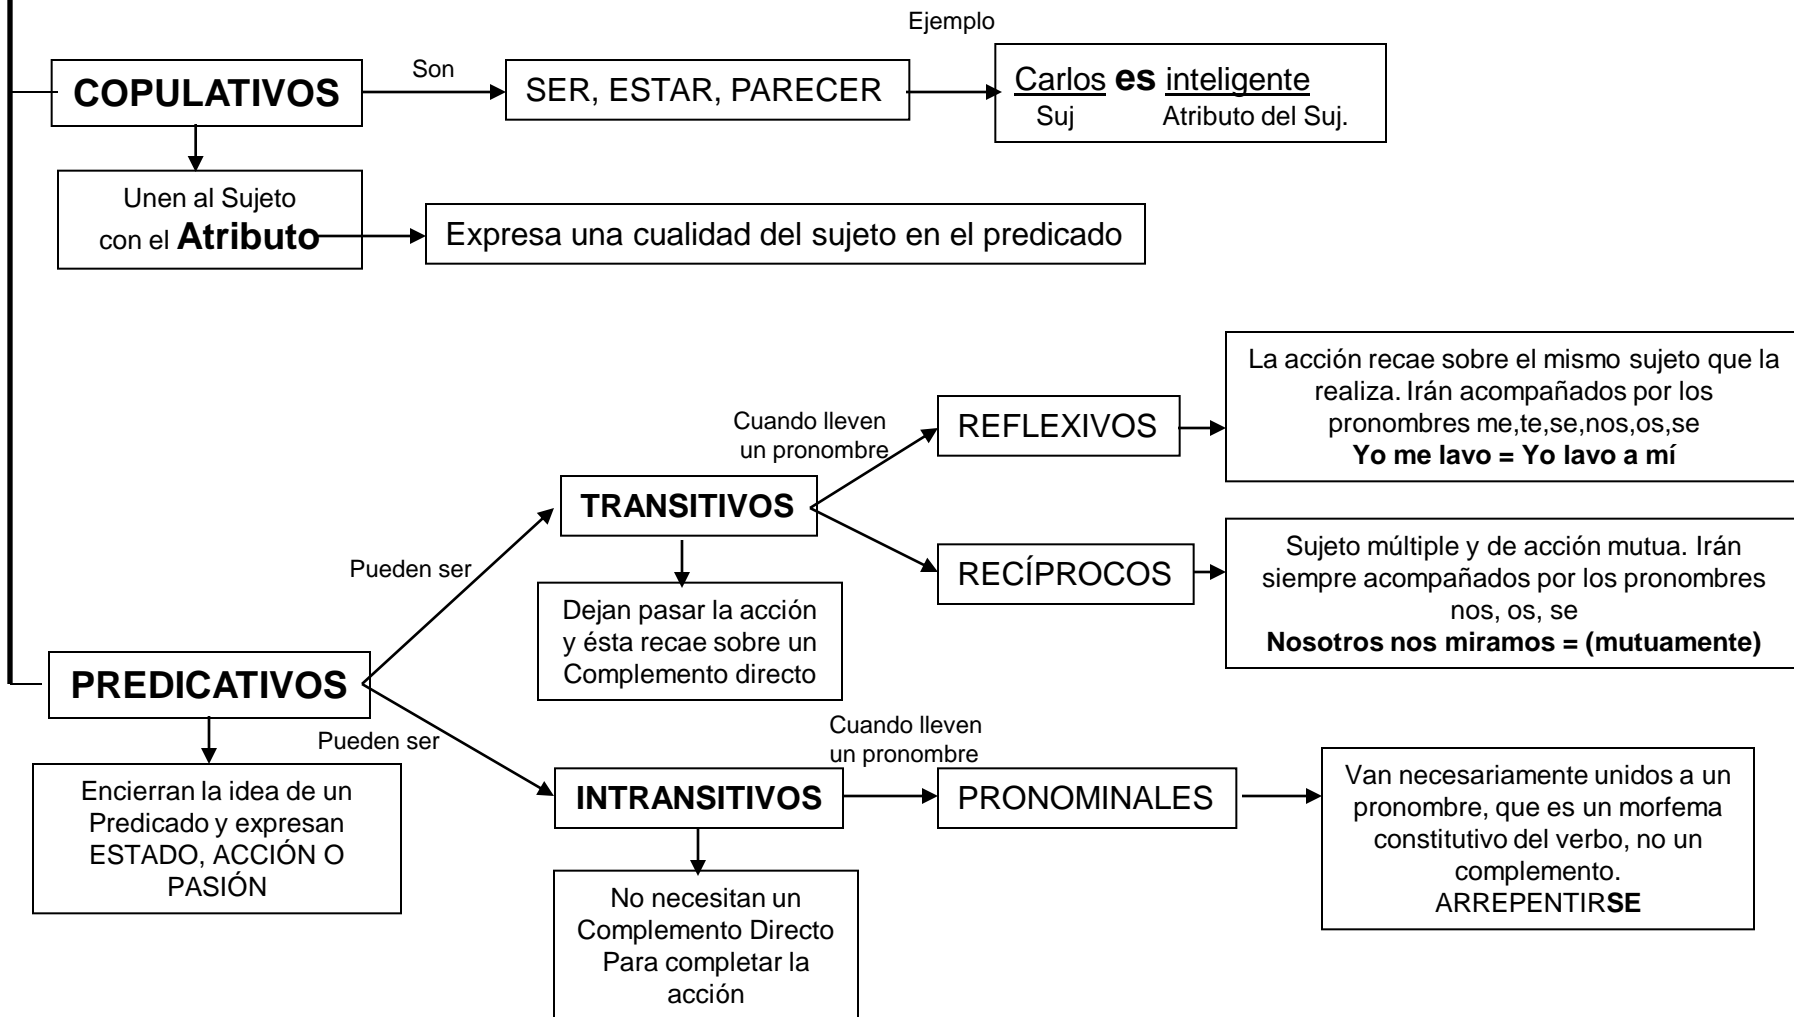 Ejemplo
COPULATIVOS
Son
SER, ESTAR, PARECER
Carlos es inteligente
Suj Atributo del Suj.
Unen al Sujeto
con el Atributo
Expresa una cualidad del sujeto en el predicado
La acción recae sobre el mismo sujeto que la
realiza. Irán acompañados por los
pronombres me,te,se,nos,os,se
Yo me lavo = Yo lavo a mí
Cuando lleven
un pronombre
REFLEXIVOS
TRANSITIVOS
RECÍPROCOS
Sujeto múltiple y de acción mutua. Irán
siempre acompañados por los pronombres
nos, os, se
Nosotros nos miramos = (mutuamente)
Pueden ser
Dejan pasar la acción
y ésta recae sobre un
Complemento directo
PREDICATIVOS
Pueden ser
Cuando lleven
un pronombre
Encierran la idea de un
Predicado y expresan
ESTADO, ACCIÓN O
PASIÓN
INTRANSITIVOS
PRONOMINALES
Van necesariamente unidos a un
pronombre, que es un morfema
constitutivo del verbo, no un
complemento.
ARREPENTIRSE
No necesitan un
Complemento Directo
Para completar la
acción